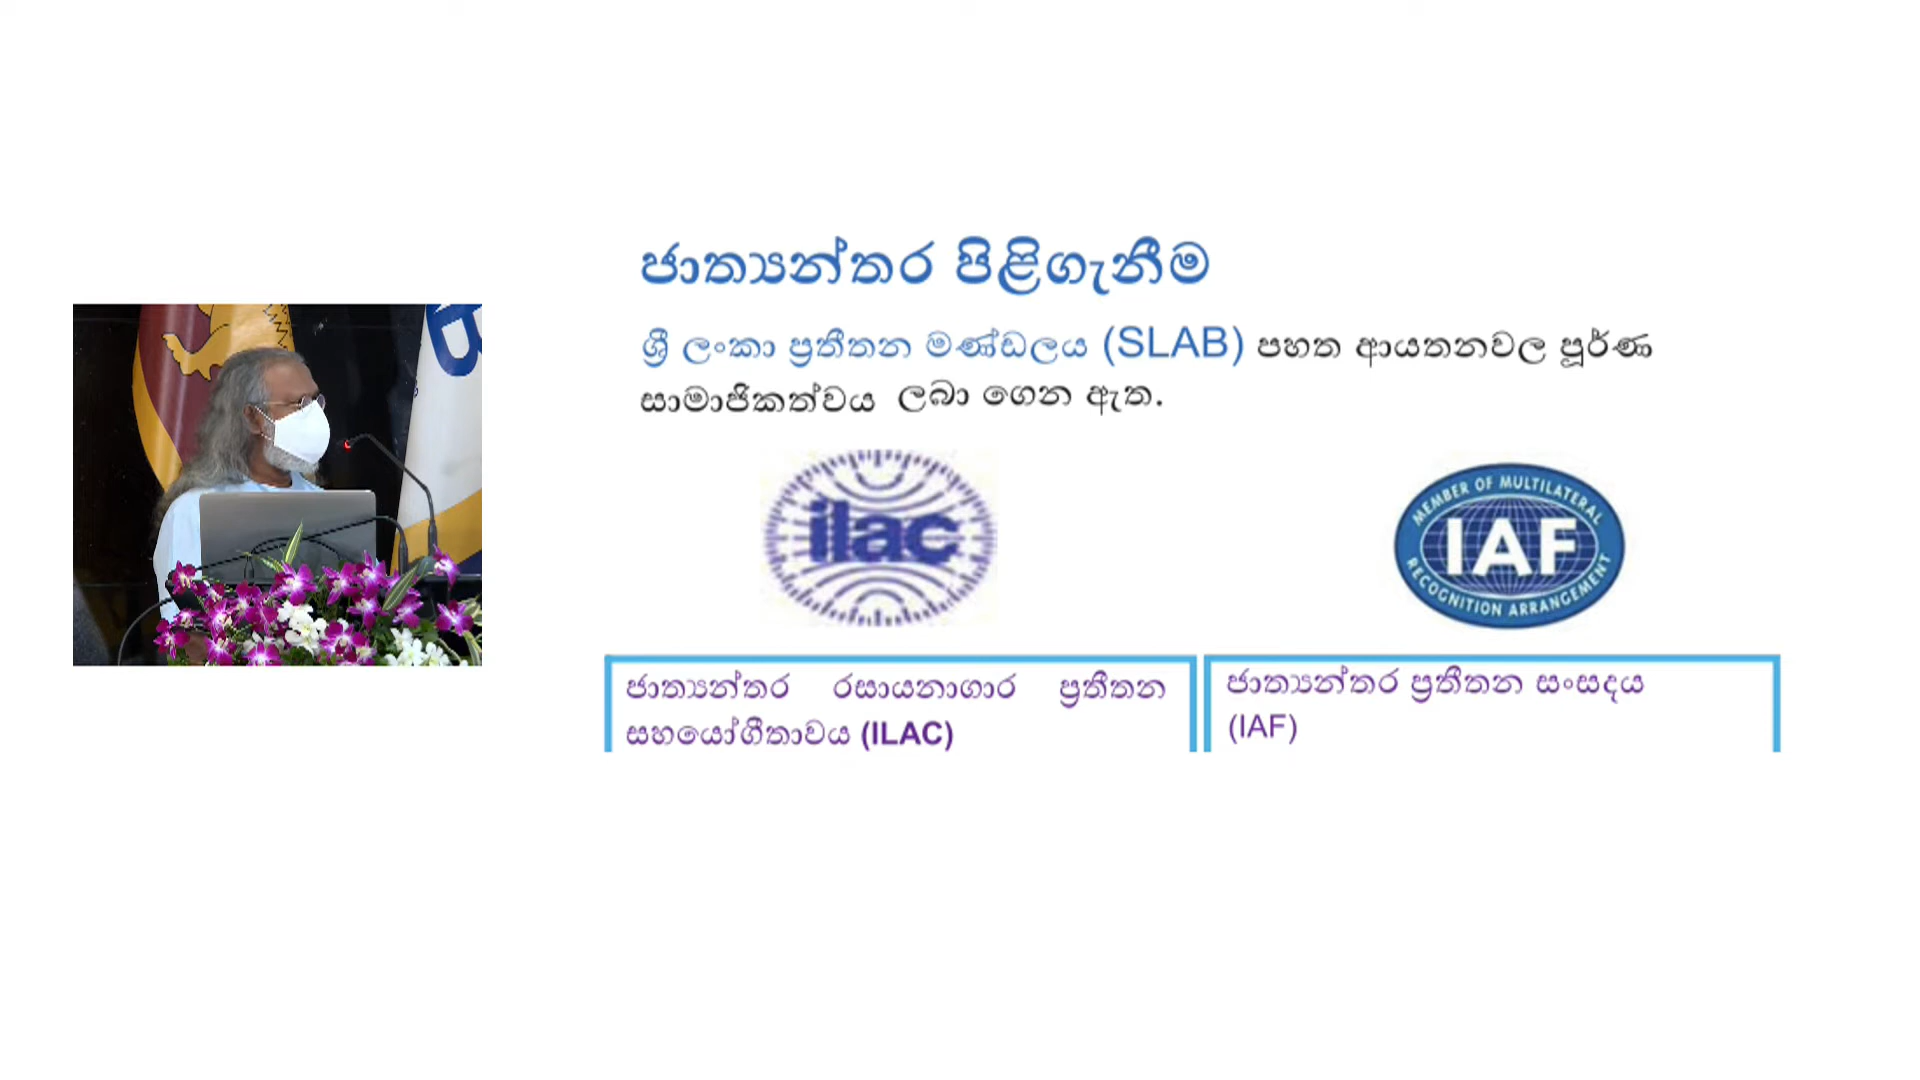 ජාත්‍යන්තර පිළිගැනීම
ශ්‍රී ලංකා ප්‍රතීතන මණ්ඩලය (SLAB) පහත ආයතනවල පූර්ණ
සාමාජිකත්වය ලබා ගෙන ඇත.
ilac
MEMBER OF MULTILATERAL
IAF
RECOGNITION ARRANGEMENT
ජාත්‍යන්තර රසායනාගාර ප්‍රතීතන
සහයෝගීතාවය (ILAC)
ජාත්‍යන්තර ප්‍රතීතන සංසදය
(IAF)